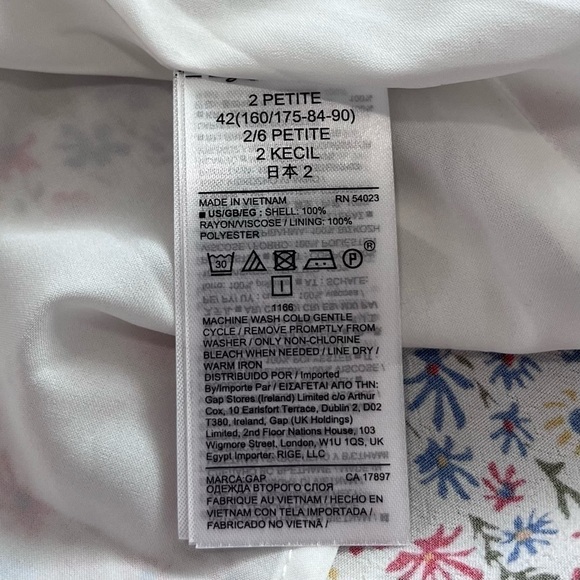 2 PETITE
42(160/175-84-90)
2/6 PETITE
2 KECIL
日本 2
MADE IN VIETNAM RN 54023
■ US/GB/EG : SHELL: 100%
RAYON/VISCOSE / LINING: 100%
POLYESTER
30 P ®
1166
MACHINE WASH COLD GENTLE
CYCLE / REMOVE PROMPTLY FROM
WASHER / ONLY NON-CHLORINE
BLEACH WHEN NEEDED / LINE DRY /
WARM IRON
DISTRIBUIDO POR / Imported
By/Importe Par / ΕΙΣΑΓΕΤΑΙ ΑΠΟ ΤΗΝ:
Gap Stores (Ireland) Limited c/o Arthur
Cox, 10 Earlsfort Terrace, Dublin 2, D02
T380, Ireland, Gap (UK Holdings)
Limited, 2nd Floor Nations House, 103
Wigmore Street, London, W1U 1QS, UK
Egypt Importer: RIGE, LLC
MARCA:GAP CA 17897
ОДЕЖДА ВТОРОГО СЛОЯ
FABRIQUE AU VIETNAM / HECHO EN
VIETNAM CON TELA IMPORTADA /
FABRICADO NO VIETNÃ /